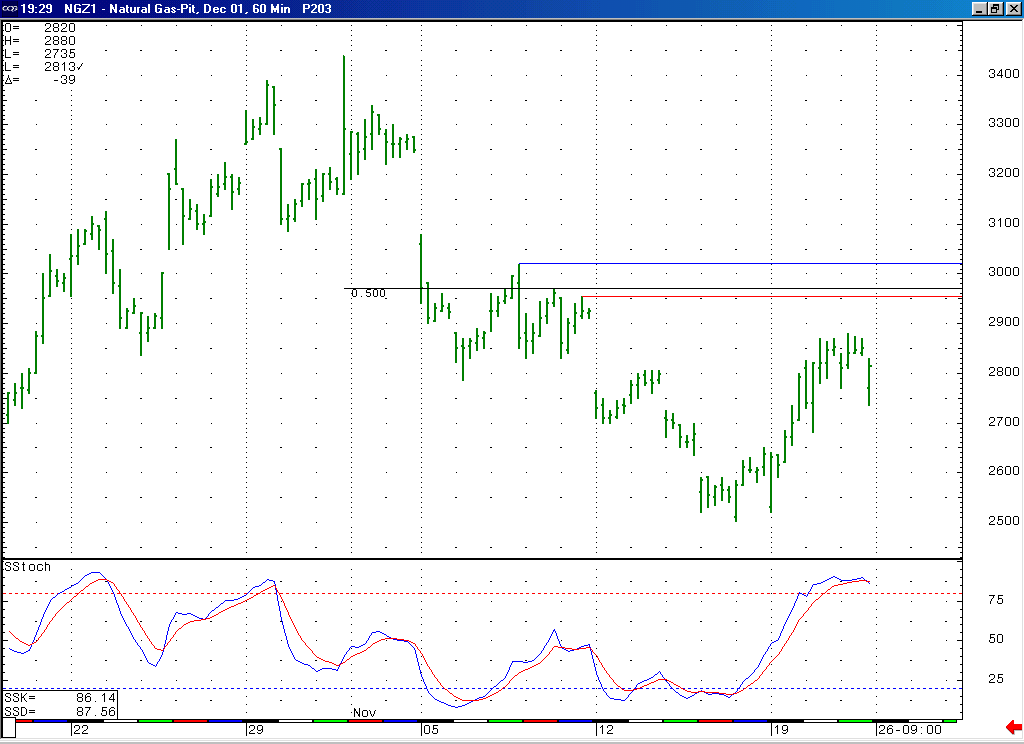 CQG 19:29 NGZ1 - Natural Gas-Pit, Dec 01, 60 Min P203
O= 2820
H= 2880
L= 2735
L= 2813✓
Δ= -39
3400
3300
3200
3100
3000
0.500
2900
2800
2700
2600
2500
SStoch
75
50
25
SSK= 86.14
SSD= 87.56
Nov
22 29 05 12 19 26-09:00